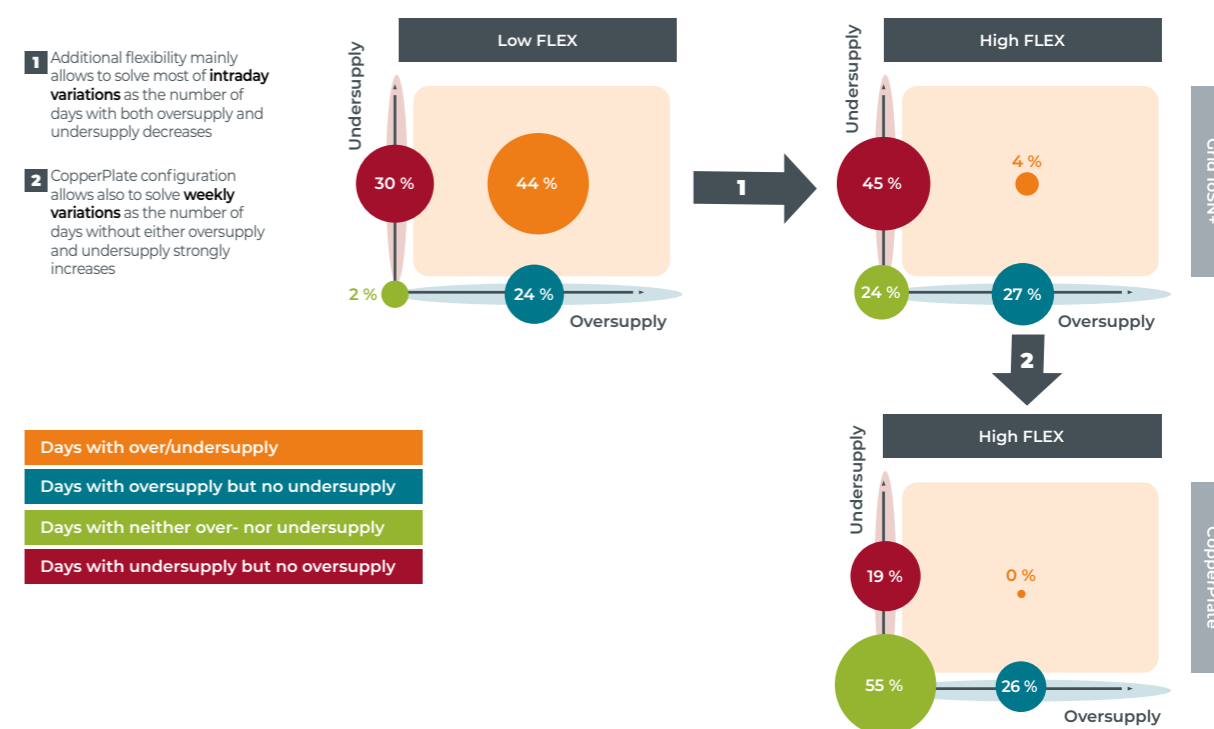 1
Additional flexibility mainly
allows to solve most of intraday
variations as the number of
days with both oversupply and
undersupply decreases
2
CopperPlate configuration
allows also to solve weekly
variations as the number of
days without either oversupply
and undersupply strongly
increases
Low FLEX
Undersupply
30 %
44 %
2 %
24 %
Oversupply
1
High FLEX
Undersupply
45 %
4 %
24 %
27 %
Oversupply
2
High FLEX
Undersupply
19 %
0 %
55 %
26 %
Oversupply
CopperPlate
Days with over/undersupply
Days with oversupply but no undersupply
Days with neither over- nor undersupply
Days with undersupply but no oversupply